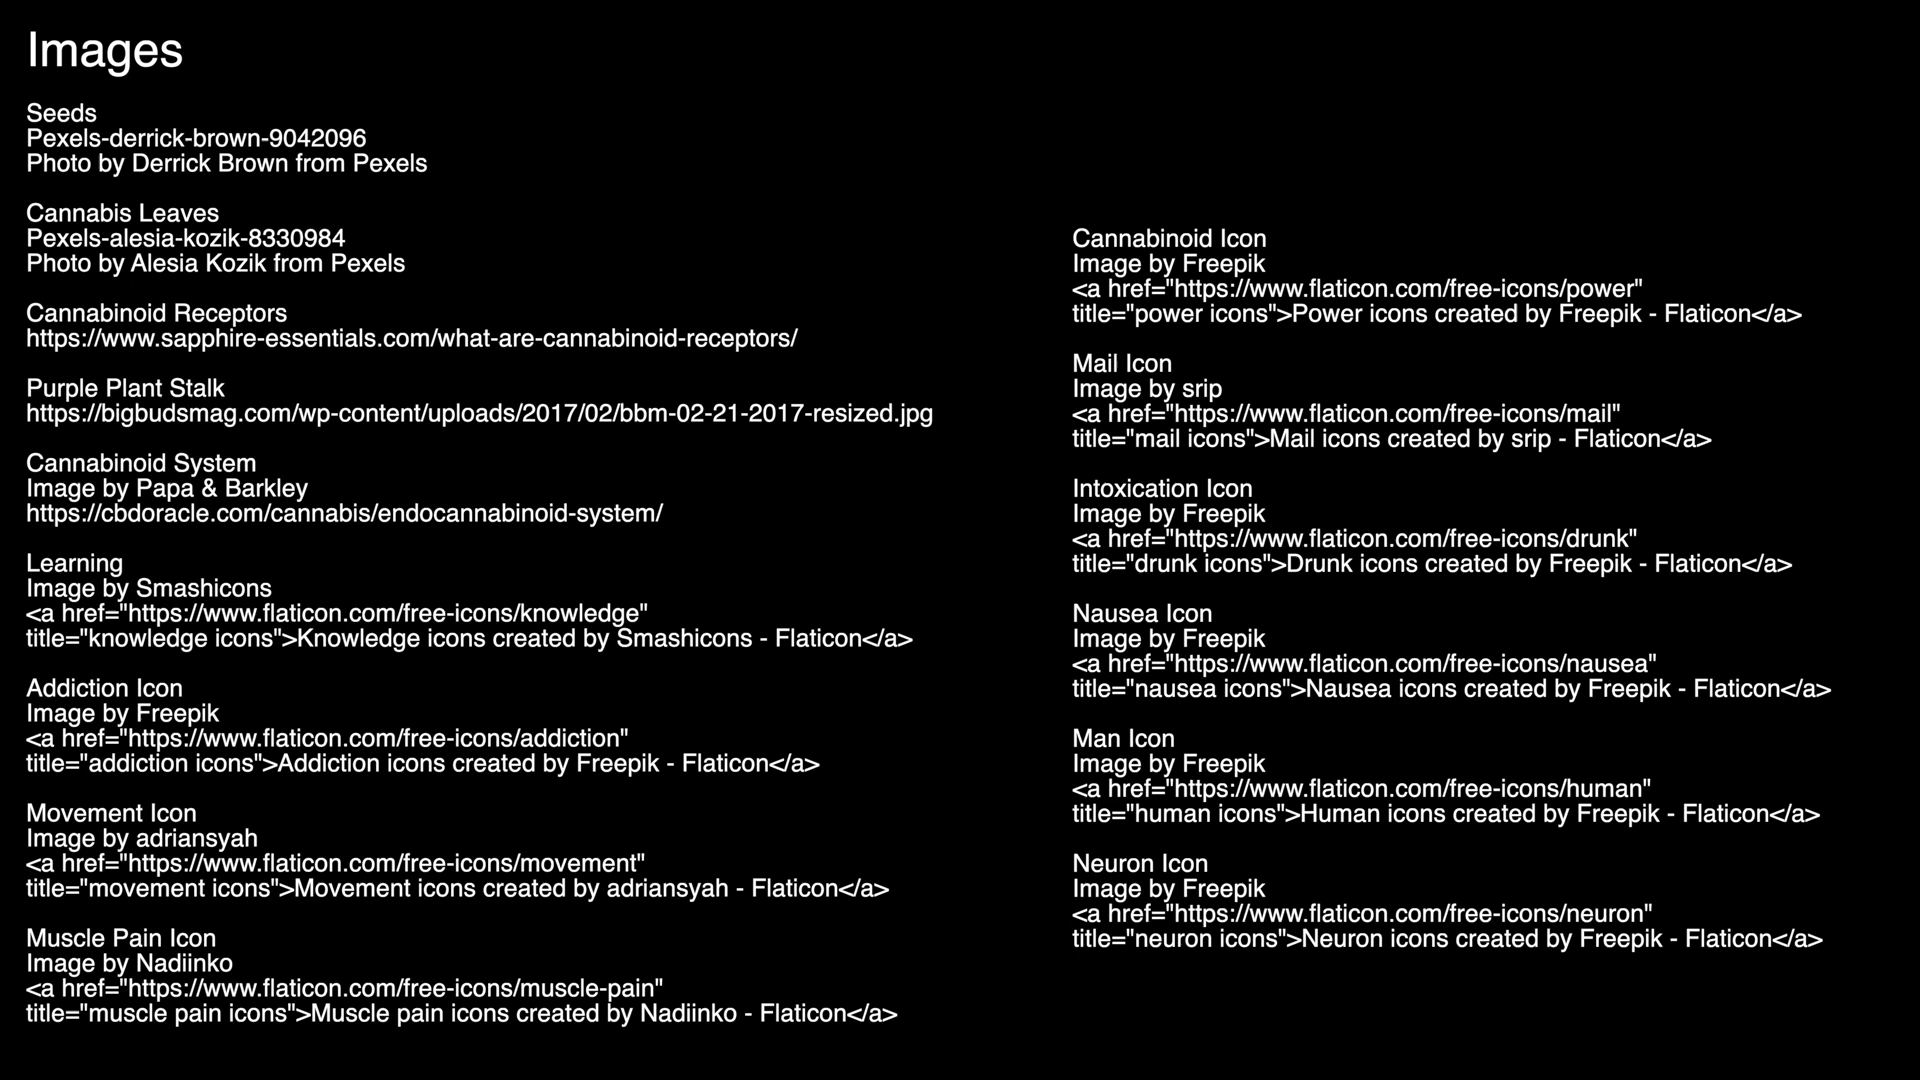 Images
Seeds
Pexels-derrick-brown-9042096
Photo by Derrick Brown from Pexels
Cannabis Leaves
Pexels-alesia-kozik-8330984
Photo by Alesia Kozik from Pexels
Cannabinoid Receptors
https://www.sapphire-essentials.com/what-are-cannabinoid-receptors/
Purple Plant Stalk
https://bigbudsmag.com/wp-content/uploads/2017/02/bbm-02-21-2017-resized.jpg
Cannabinoid System
Image by Papa & Barkley
https://cbdoracle.com/cannabis/endocannabinoid-system/
Learning
Image by Smashicons
<a href="https://www.flaticon.com/free-icons/knowledge"
title="knowledge icons">Knowledge icons created by Smashicons - Flaticon</a>
Addiction Icon
Image by Freepik
<a href="https://www.flaticon.com/free-icons/addiction"
title="addiction icons">Addiction icons created by Freepik - Flaticon</a>
Movement Icon
Image by adriansyah
<a href="https://www.flaticon.com/free-icons/movement"
title="movement icons">Movement icons created by adriansyah - Flaticon</a>
Muscle Pain Icon
Image by Nadiinko
<a href="https://www.flaticon.com/free-icons/muscle-pain"
title="muscle pain icons">Muscle pain icons created by Nadiinko - Flaticon</a>
Cannabinoid Icon
Image by Freepik
<a href="https://www.flaticon.com/free-icons/power"
title="power icons">Power icons created by Freepik - Flaticon</a>
Mail Icon
Image by srip
<a href="https://www.flaticon.com/free-icons/mail"
title="mail icons">Mail icons created by srip - Flaticon</a>
Intoxication Icon
Image by Freepik
<a href="https://www.flaticon.com/free-icons/drunk"
title="drunk icons">Drunk icons created by Freepik - Flaticon</a>
Nausea Icon
Image by Freepik
<a href="https://www.flaticon.com/free-icons/nausea"
title="nausea icons">Nausea icons created by Freepik - Flaticon</a>
Man Icon
Image by Freepik
<a href="https://www.flaticon.com/free-icons/human"
title="human icons">Human icons created by Freepik - Flaticon</a>
Neuron Icon
Image by Freepik
<a href="https://www.flaticon.com/free-icons/neuron"
title="neuron icons">Neuron icons created by Freepik - Flaticon</a>